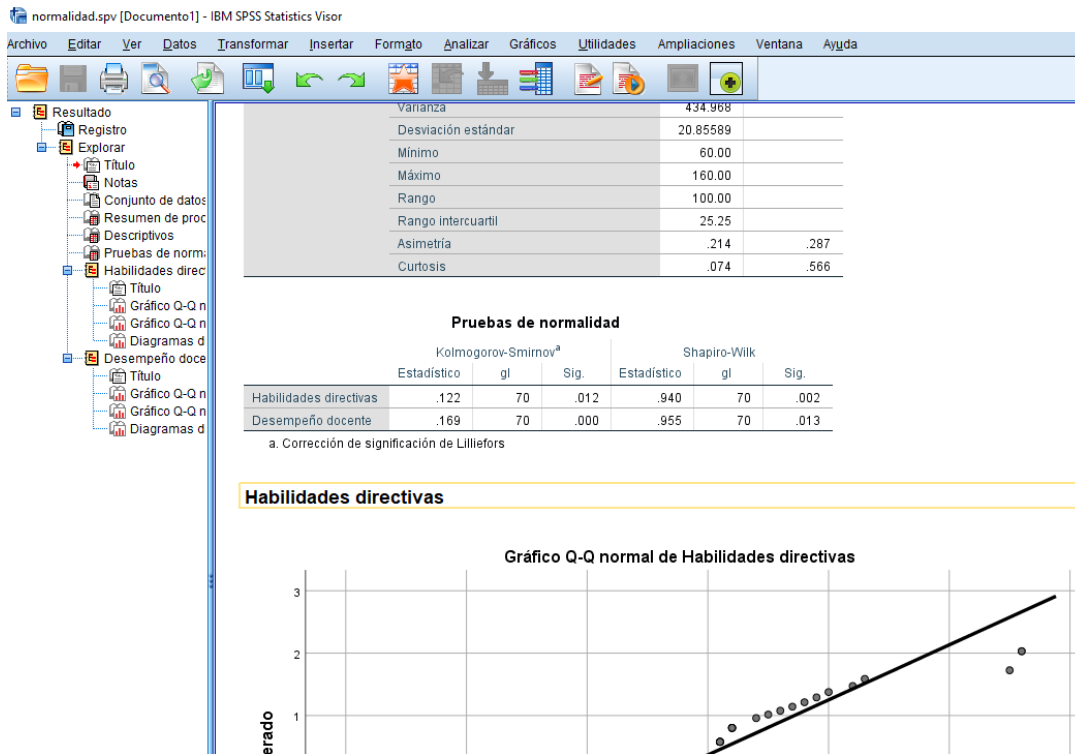 normalidad.spv [Documento1] - IBM SPSS Statistics Visor
Archivo Editar Ver Datos Transformar Insertar Formato Analizar Gráficos Utilidades Ampliaciones Ventana Ayuda
Resultado
Registro
Explorar
Título
Notas
Conjunto de datos
Resumen de proc
Descriptivos
Pruebas de norm
Habilidades direc
Título
Gráfico Q-Q n
Gráfico Q-Q n
Diagramas d
Desempeño doce
Título
Gráfico Q-Q n
Gráfico Q-Q n
Diagramas d
Varianza 434.968
Desviación estándar 20.85589
Mínimo 60.00
Máximo 160.00
Rango 100.00
Rango intercuartil 25.25
Asimetría .214 .287
Curtosis .074 .566
Pruebas de normalidad
Kolmogorov-Smirnov a Shapiro-Wilk
Estadístico gl Sig. Estadístico gl Sig.
Habilidades directivas .122 70 .012 .940 70 .002
Desempeño docente .169 70 .000 .955 70 .013
a. Corrección de significación de Lilliefors
Habilidades directivas
Gráfico Q-Q normal de Habilidades directivas
3
2
1
erado